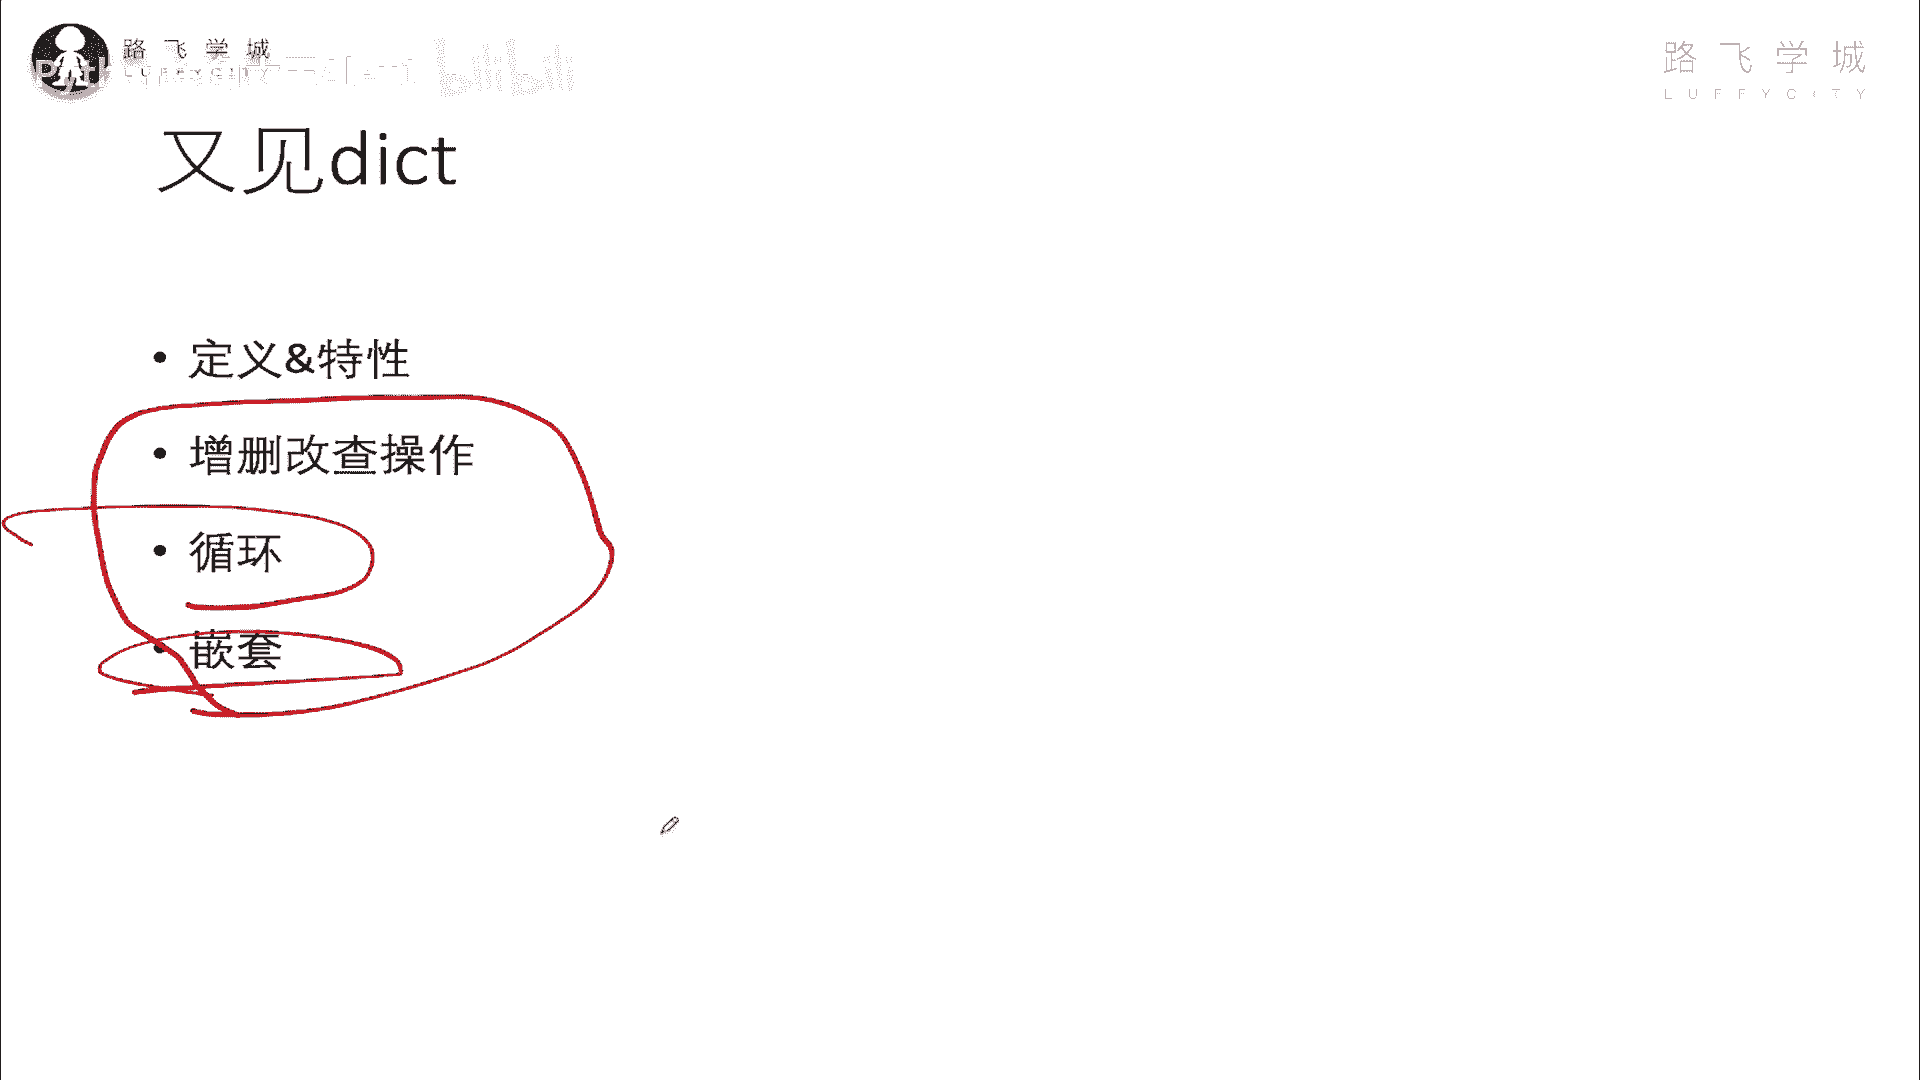 路飞学城
bilibili
路飞学城
LUFFYCITY
又见dict
• 定义&特性
• 增删改查操作
• 循环
• 嵌套